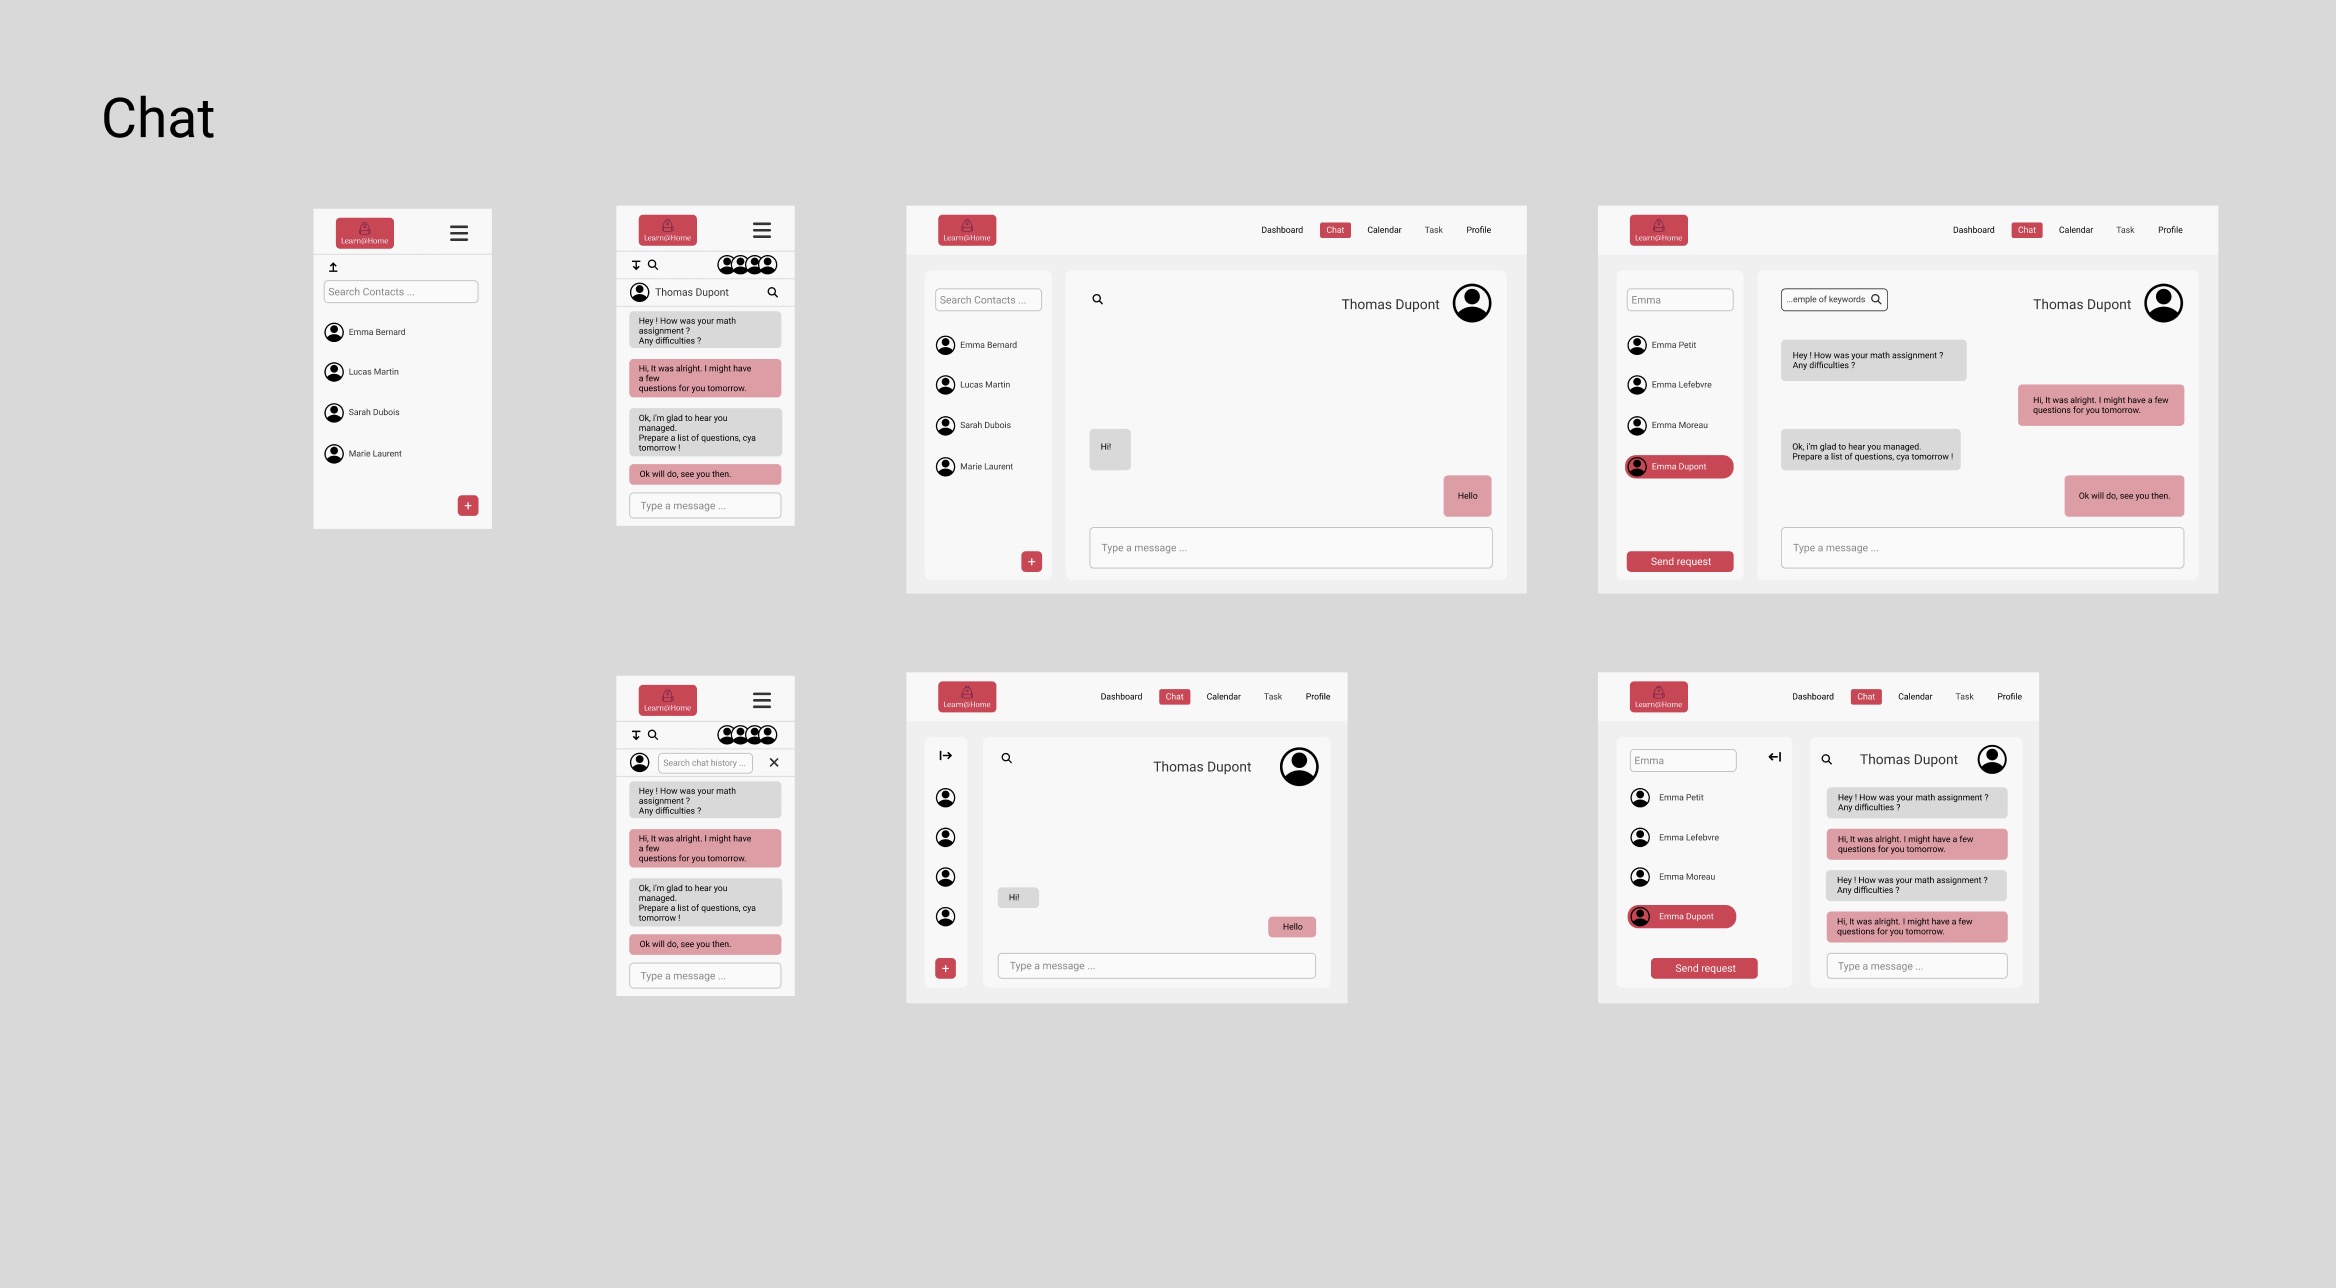 Chat
Learn@Home
Search Contacts ...
Emma Bernard
Lucas Martin
Sarah Dubois
Marie Laurent
+
Learn@Home
Thomas Dupont
Hey ! How was your math
assignment ?
Any difficulties ?
Hi, It was alright. I might have
a few
questions for you tomorrow.
Ok, i'm glad to hear you
managed.
Prepare a list of questions, cya
tomorrow !
Ok will do, see you then.
Type a message ...
Learn@Home
Dashboard Chat Calendar Task Profile
Search Contacts ...
Emma Bernard
Lucas Martin
Sarah Dubois
Marie Laurent
+
Thomas Dupont
Hi!
Hello
Type a message ...
Learn@Home
Dashboard Chat Calendar Task Profile
Emma
Emma Petit
Emma Lefebvre
Emma Moreau
Emma Dupont
Send request
...emple of keywords
Thomas Dupont
Hey ! How was your math assignment ?
Any difficulties ?
Hi, It was alright. I might have a few
questions for you tomorrow.
Ok, i'm glad to hear you managed.
Prepare a list of questions, cya tomorrow !
Ok will do, see you then.
Type a message ...
Learn@Home
Search chat history ...
Hey ! How was your math
assignment ?
Any difficulties ?
Hi, It was alright. I might have
a few
questions for you tomorrow.
Ok, i'm glad to hear you
managed.
Prepare a list of questions, cya
tomorrow !
Ok will do, see you then.
Type a message ...
Learn@Home
Dashboard Chat Calendar Task Profile
+
Thomas Dupont
Hi!
Hello
Type a message ...
Learn@Home
Dashboard Chat Calendar Task Profile
Emma
Emma Petit
Emma Lefebvre
Emma Moreau
Emma Dupont
Send request
Thomas Dupont
Hey ! How was your math assignment ?
Any difficulties ?
Hi, It was alright. I might have a few
questions for you tomorrow.
Hey ! How was your math assignment ?
Any difficulties ?
Hi, It was alright. I might have a few
questions for you tomorrow.
Type a message ...